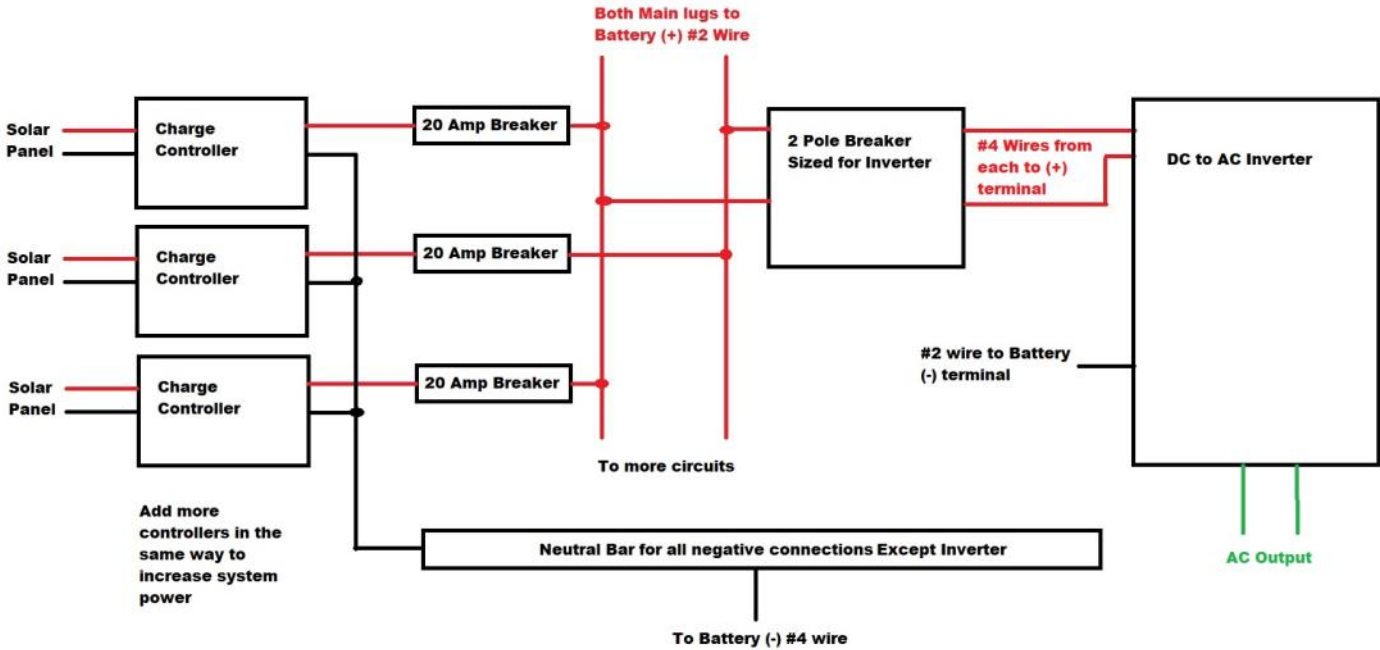 Both Main lugs to
Battery (+) #2 Wire
Solar
Panel
Charge
Controller
20 Amp Breaker
2 Pole Breaker
Sized for Inverter
#4 Wires from
each to (+)
terminal
DC to AC Inverter
Solar
Panel
Charge
Controller
20 Amp Breaker
Solar
Panel
Charge
Controller
20 Amp Breaker
#2 wire to Battery
(-) terminal
To more circuits
Add more
controllers in the
same way to
increase system
power
Neutral Bar for all negative connections Except Inverter
AC Output
To Battery (-) #4 wire